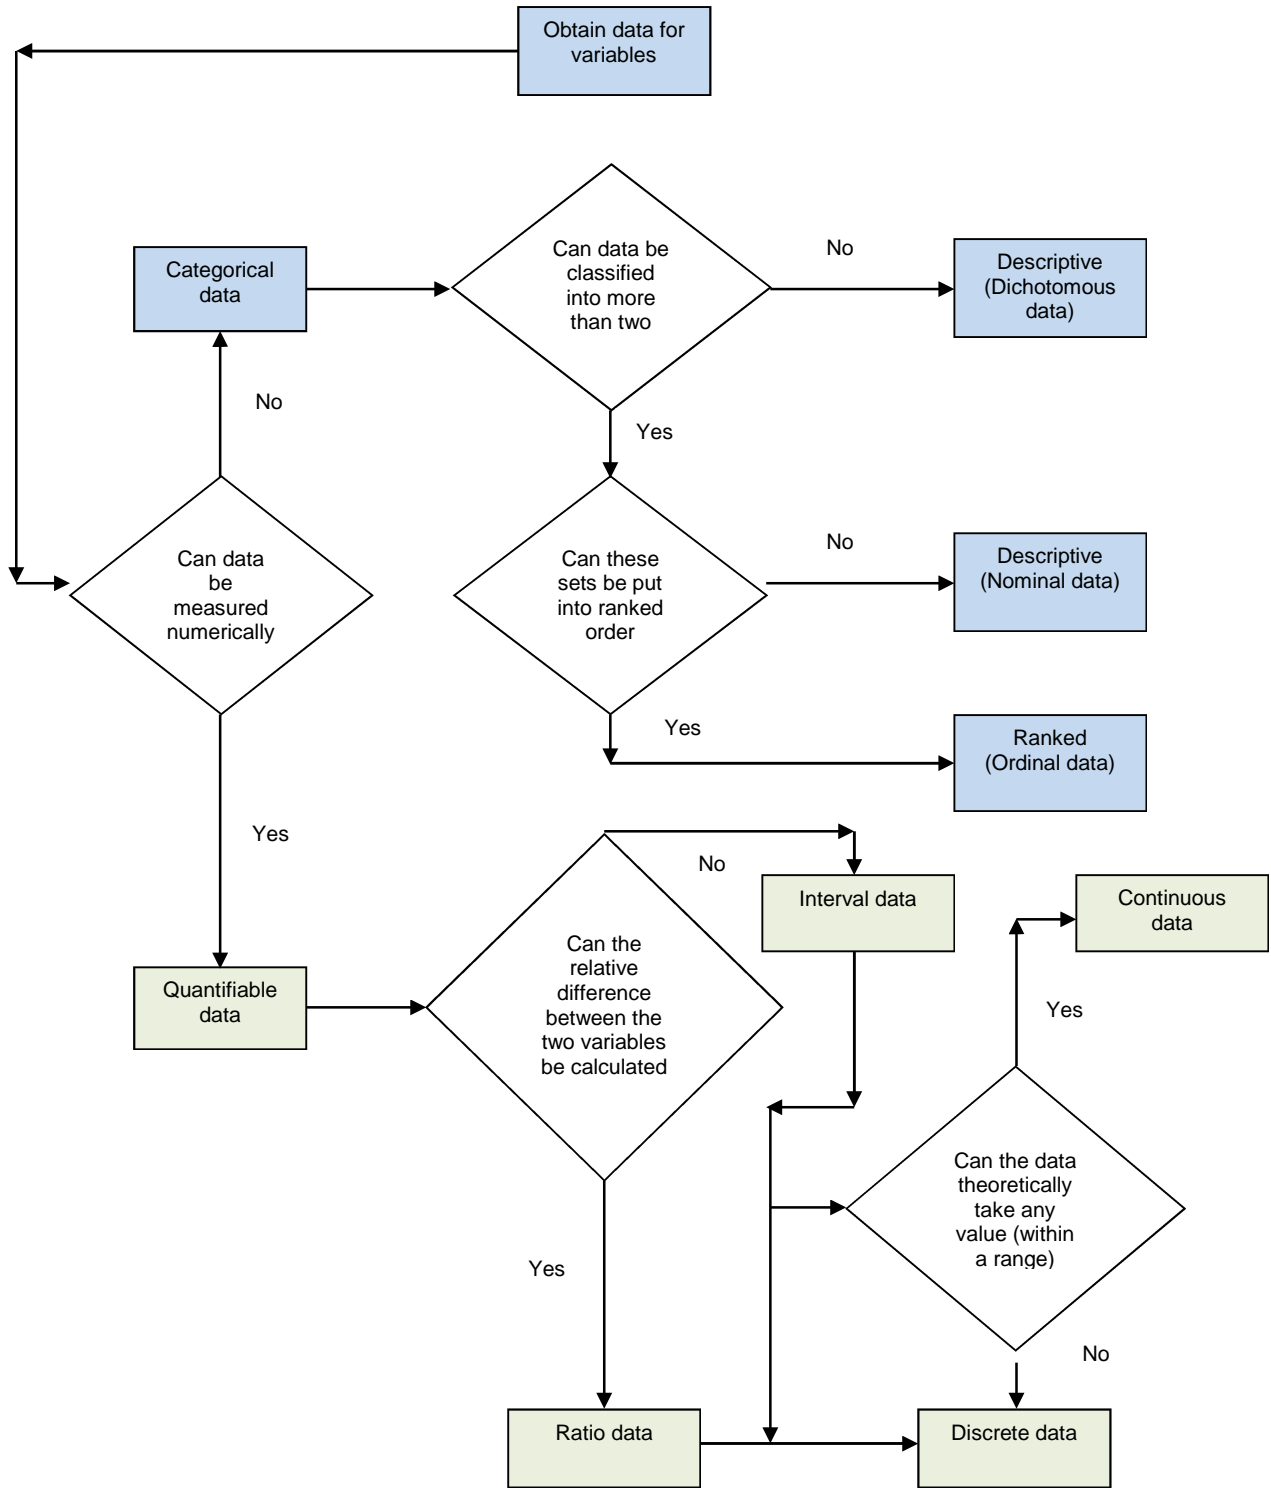 Obtain data for
variables
Can data be
classified
into more
than two
No
Categorical
data
Descriptive
(Dichotomous
data)
No
Yes
Can data
be
measured
numerically
Can these
sets be put
into ranked
order
No
Descriptive
(Nominal data)
Yes
Ranked
(Ordinal data)
Yes
No
Interval data
Continuous
data
Can the
relative
difference
between the
two variables
be calculated
Quantifiable
data
Yes
Can the data
theoretically
take any
value (within
a range)
Yes
No
Ratio data
Discrete data